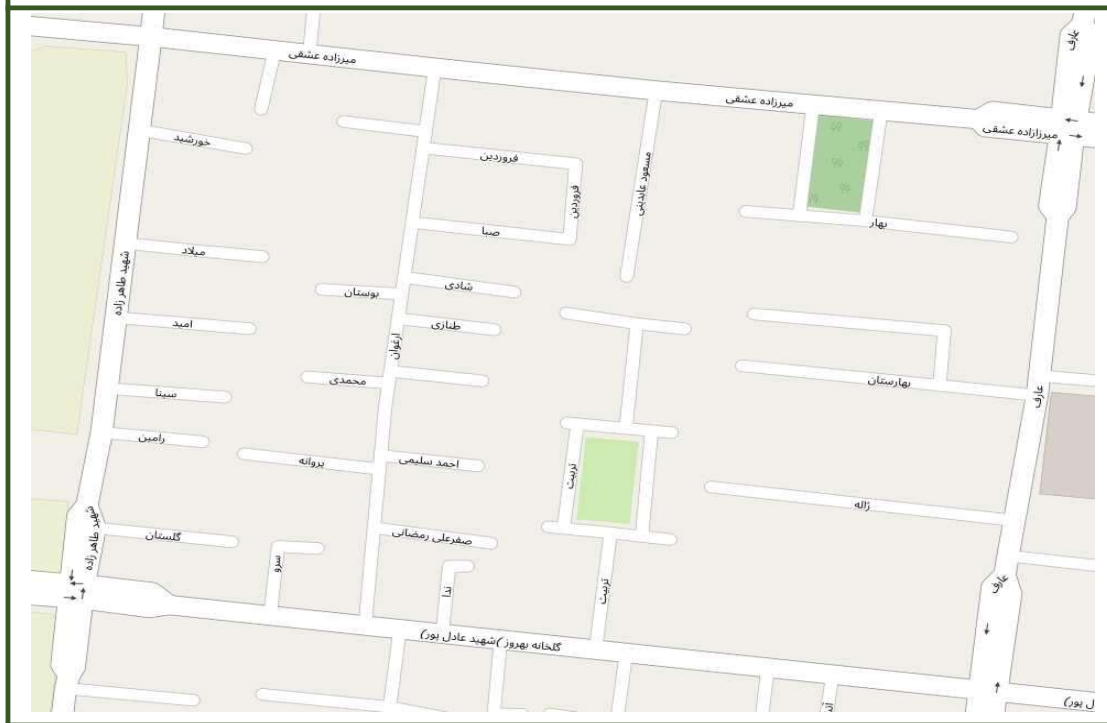 عارف
میرزاده عشقی
میرزاده عشقی
میرزازاده عشقی
خورشید
فروردین
فروردین
مسعود عابدینی
صبا
بهار
میلاد
شهید طاهر زاده
شادی
بوستان
امید
طنازی
ارغوان
محمدی
بهارستان
عارف
سینا
رامین
پروانه
احمد سلیمی
تربیت
ژاله
شهید طاهر زاده
گلستان
صفرعلی رمضانی
سرو
ندا
تربیت
عارف
گلخانه بهروز )شهید عادل پور(
دل پور(